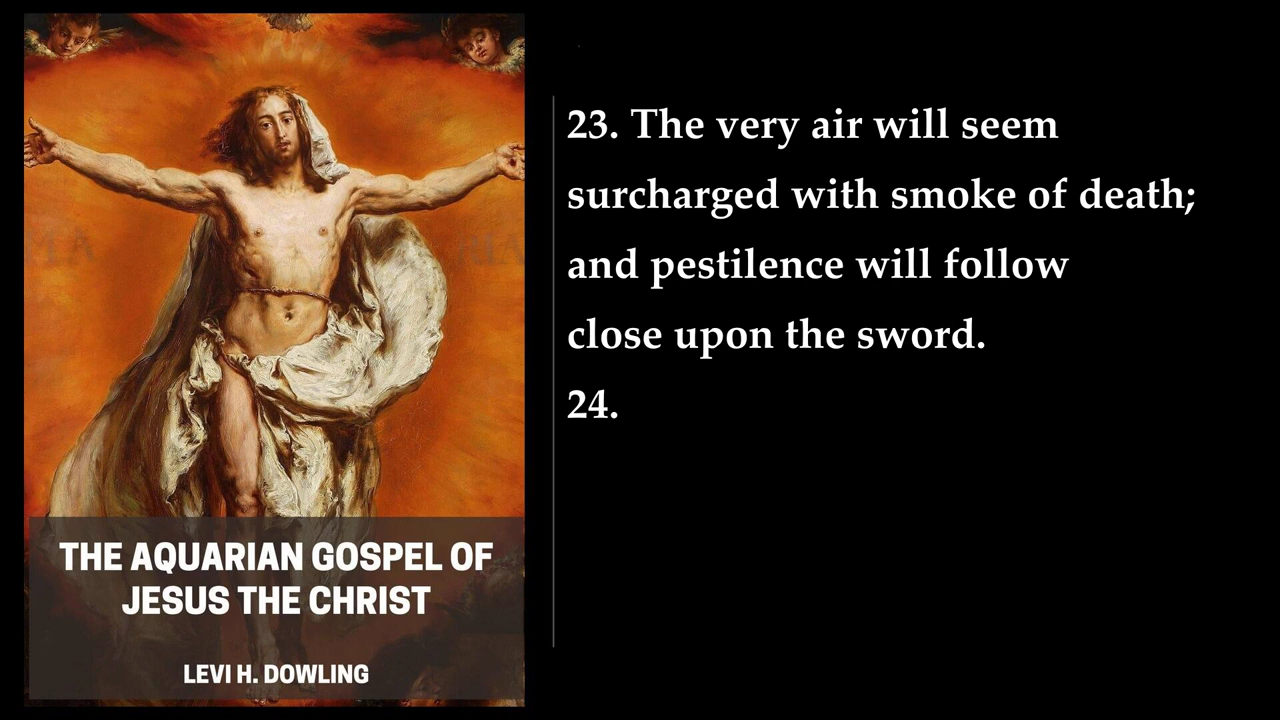 23. The very air will seem
surcharged with smoke of death;
and pestilence will follow
close upon the sword.
24.
THE AQUARIAN GOSPEL OF
JESUS THE CHRIST
LEVI H. DOWLING